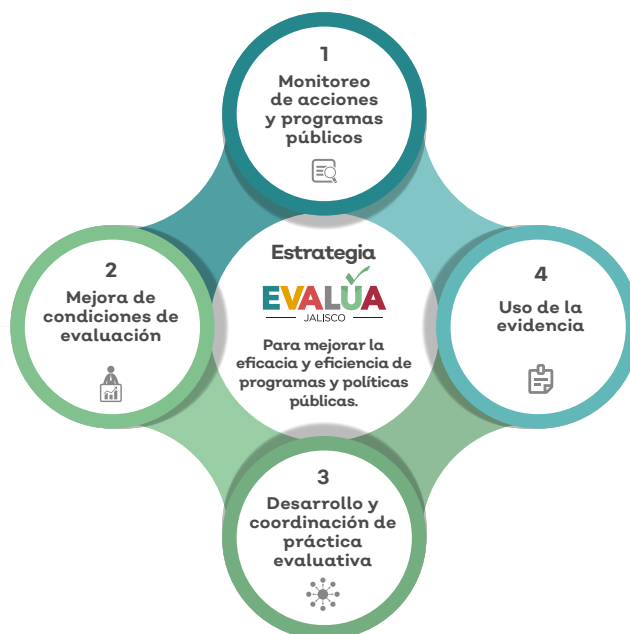 1
Monitoreo
de acciones
y programas
públicos
2
Mejora de
condiciones de
evaluación
Estrategia
EVALÚA
JALISCO
Para mejorar la
eficacia y eficiencia de
programas y políticas
públicas.
4
Uso de la
evidencia
3
Desarrollo y
coordinación de
práctica
evaluativa